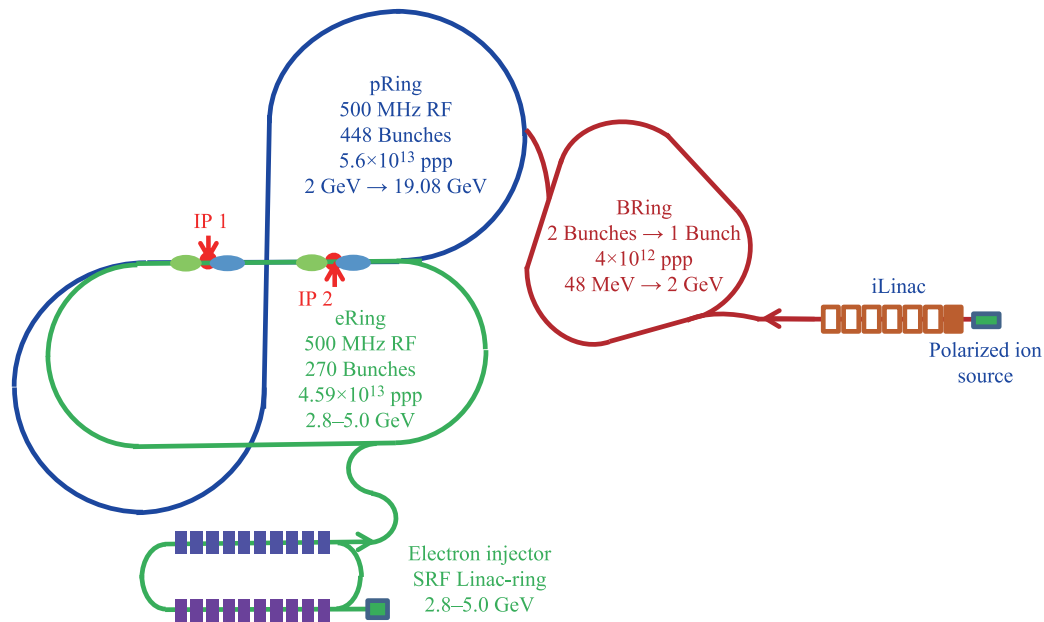 pRing
500 MHz RF
448 Bunches
5.6×10¹³ ppp
2 GeV → 19.08 GeV
BRing
2 Bunches → 1 Bunch
4×10¹² ppp
48 MeV → 2 GeV
IP 1
IP 2
iLinac
Polarized ion
source
eRing
500 MHz RF
270 Bunches
4.59×10¹³ ppp
2.8–5.0 GeV
Electron injector
SRF Linac-ring
2.8–5.0 GeV